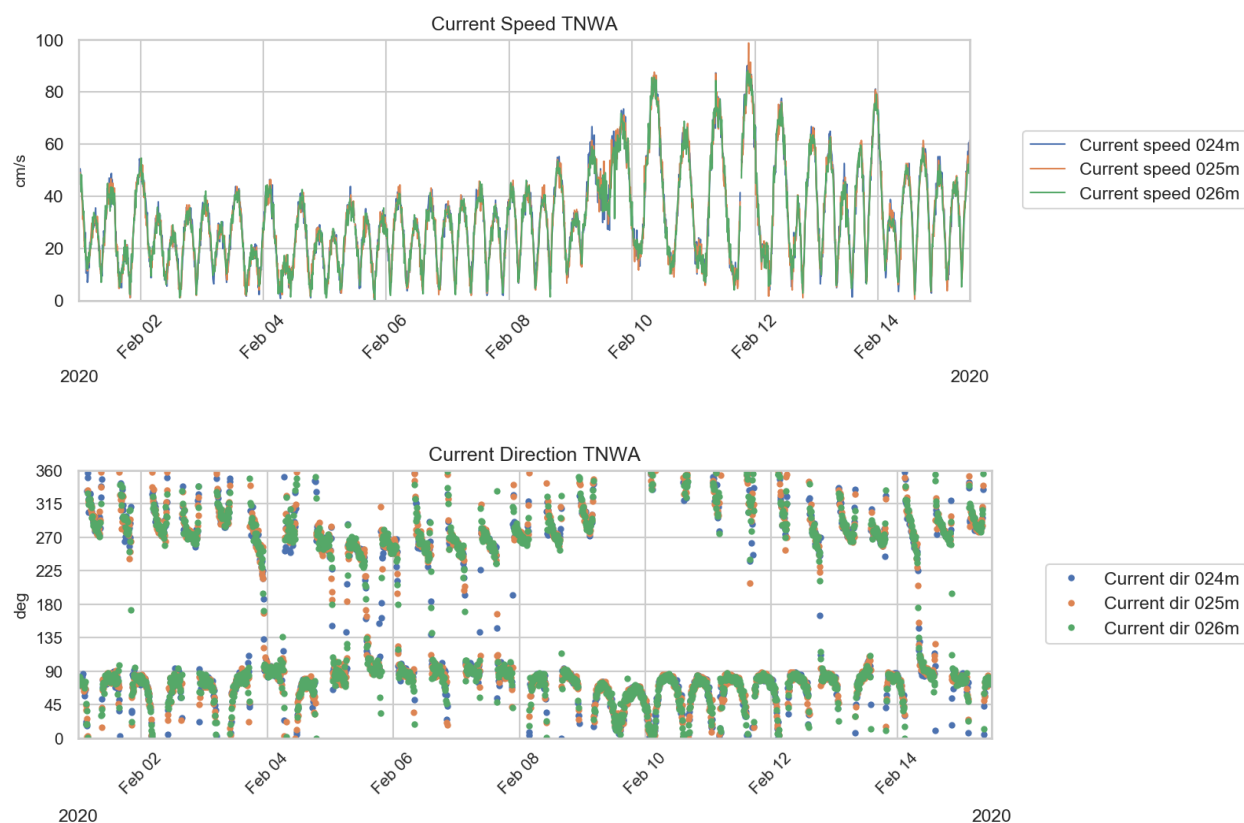 Current Speed TNWA
100
80
60
40
20
0
cm/s
Feb 02
Feb 04
Feb 06
Feb 08
Feb 10
Feb 12
Feb 14
2020
2020
Current speed 024m
Current speed 025m
Current speed 026m
Current Direction TNWA
360
315
270
225
180
135
90
45
0
deg
Feb 02
Feb 04
Feb 06
Feb 08
Feb 10
Feb 12
Feb 14
2020
2020
Current dir 024m
Current dir 025m
Current dir 026m